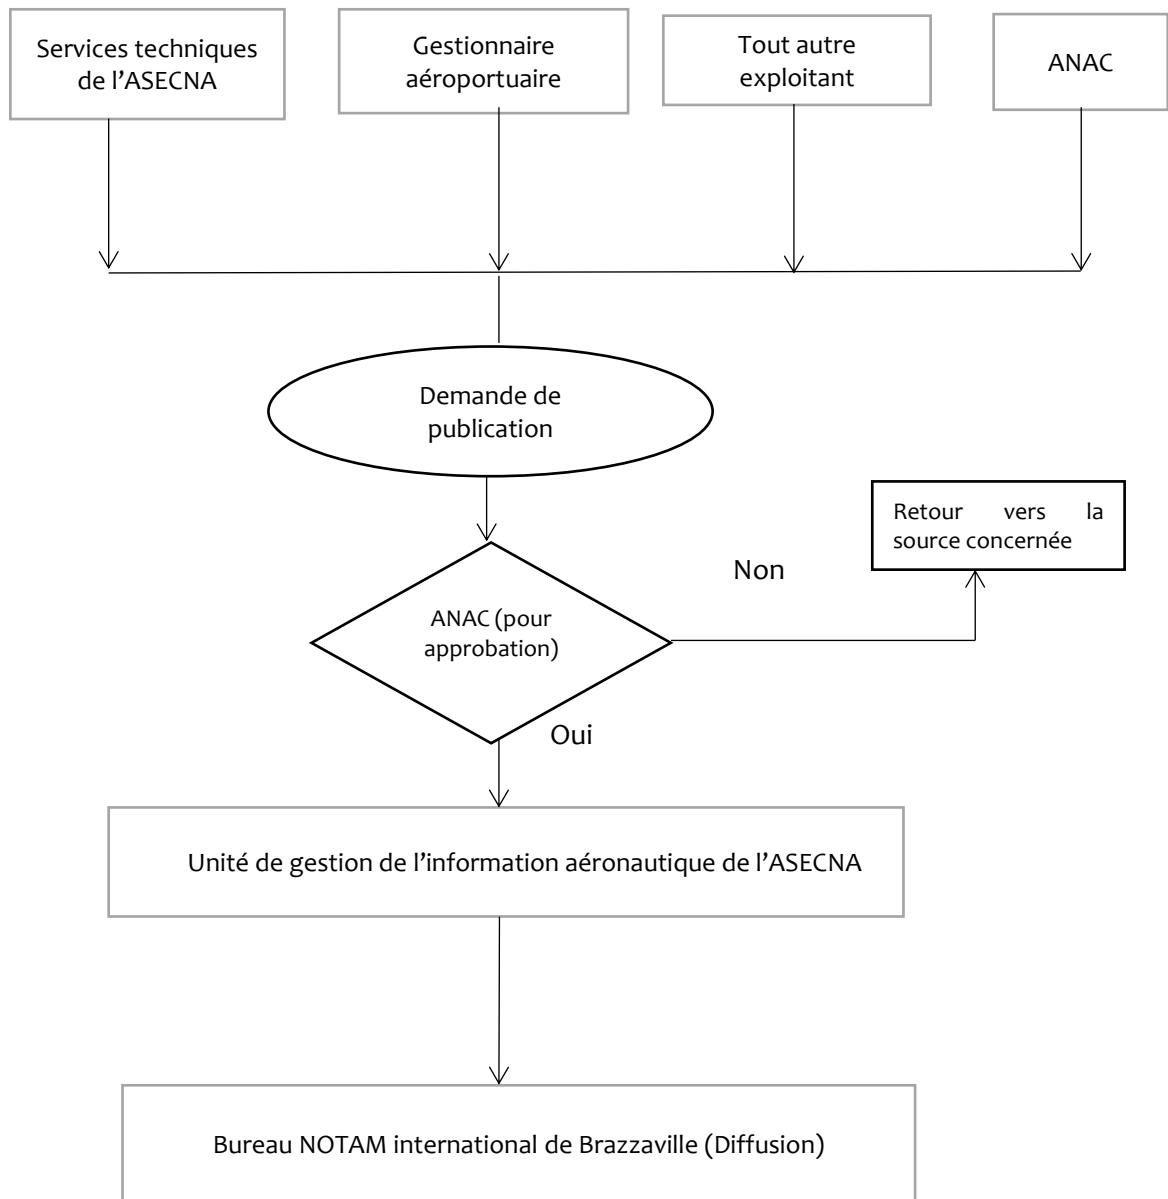 Services techniques
de l’ASECNA
Gestionnaire
aéroportuaire
Tout autre
exploitant
ANAC
Demande de
publication
Retour vers la
source concernée
Non
ANAC (pour
approbation)
Oui
Unité de gestion de l’information aéronautique de l’ASECNA
Bureau NOTAM international de Brazzaville (Diffusion)